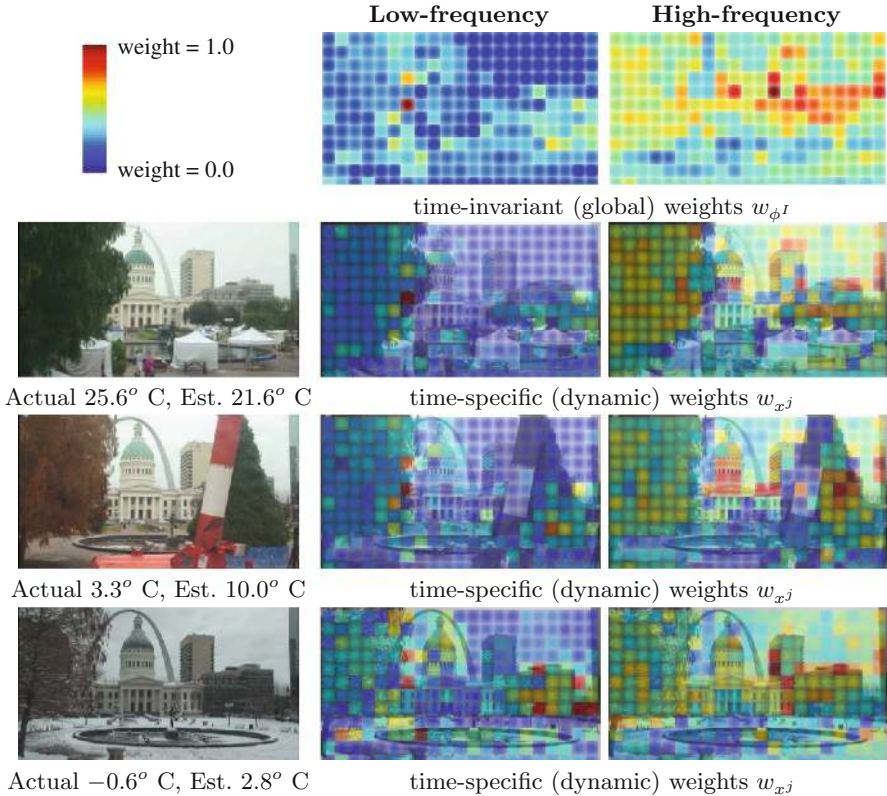 Low-frequency High-frequency
weight = 1.0
weight = 0.0
time-invariant (global) weights w_{ϕ^I}
Actual 25.6° C, Est. 21.6° C time-specific (dynamic) weights w_{x^j}
Actual 3.3° C, Est. 10.0° C time-specific (dynamic) weights w_{x^j}
Actual −0.6° C, Est. 2.8° C time-specific (dynamic) weights w_{x^j}